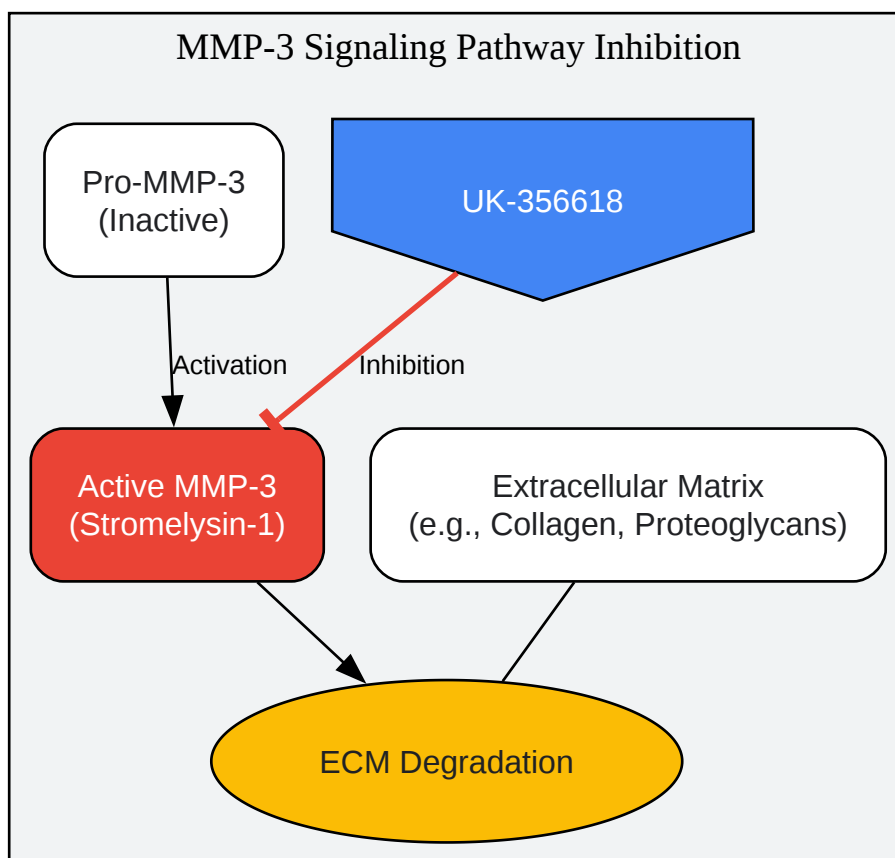 MMP-3 Signaling Pathway Inhibition
Pro-MMP-3
(Inactive)
UK-356618
Activation
Inhibition
Active MMP-3
(Stromelysin-1)
Extracellular Matrix
(e.g., Collagen, Proteoglycans)
ECM Degradation